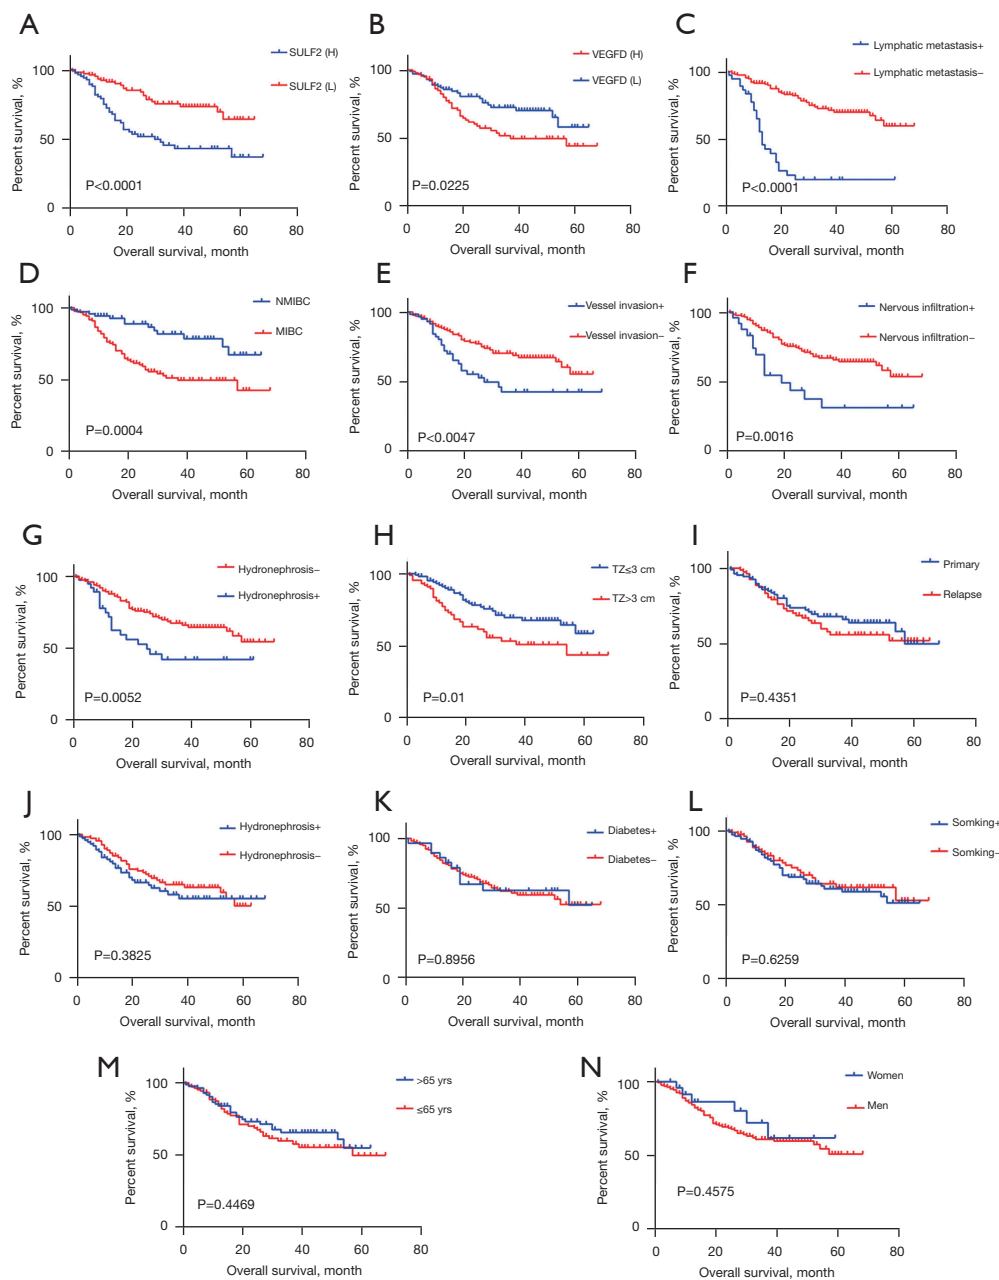 A
SULF2 (H)
SULF2 (L)
Percent survival, %
100
50
0
P<0.0001
0 20 40 60 80
Overall survival, month
B
VEGFD (H)
VEGFD (L)
Percent survival, %
100
50
0
P=0.0225
0 20 40 60 80
Overall survival, month
C
Lymphatic metastasis+
Lymphatic metastasis–
Percent survival, %
100
50
0
P<0.0001
0 20 40 60 80
Overall survival, month
D
NMIBC
MIBC
Percent survival, %
100
50
0
P=0.0004
0 20 40 60 80
Overall survival, month
E
Vessel invasion+
Vessel invasion–
Percent survival, %
100
50
0
P<0.0047
0 20 40 60 80
Overall survival, month
F
Nervous infiltration+
Nervous infiltration–
Percent survival, %
100
50
0
P=0.0016
0 20 40 60 80
Overall survival, month
G
Hydronephrosis–
Hydronephrosis+
Percent survival, %
100
50
0
P=0.0052
0 20 40 60 80
Overall survival, month
H
TZ≤3 cm
TZ>3 cm
Percent survival, %
100
50
0
P=0.01
0 20 40 60 80
Overall survival, month
I
Primary
Relapse
Percent survival, %
100
50
0
P=0.4351
0 20 40 60 80
Overall survival, month
J
Hydronephrosis+
Hydronephrosis–
Percent survival, %
100
50
0
P=0.3825
0 20 40 60 80
Overall survival, month
K
Diabetes+
Diabetes–
Percent survival, %
100
50
0
P=0.8956
0 20 40 60 80
Overall survival, month
L
Somking+
Somking–
Percent survival, %
100
50
0
P=0.6259
0 20 40 60 80
Overall survival, month
M
>65 yrs
≤65 yrs
Percent survival, %
100
50
0
P=0.4469
0 20 40 60 80
Overall survival, month
N
Women
Men
Percent survival, %
100
50
0
P=0.4575
0 20 40 60 80
Overall survival, month